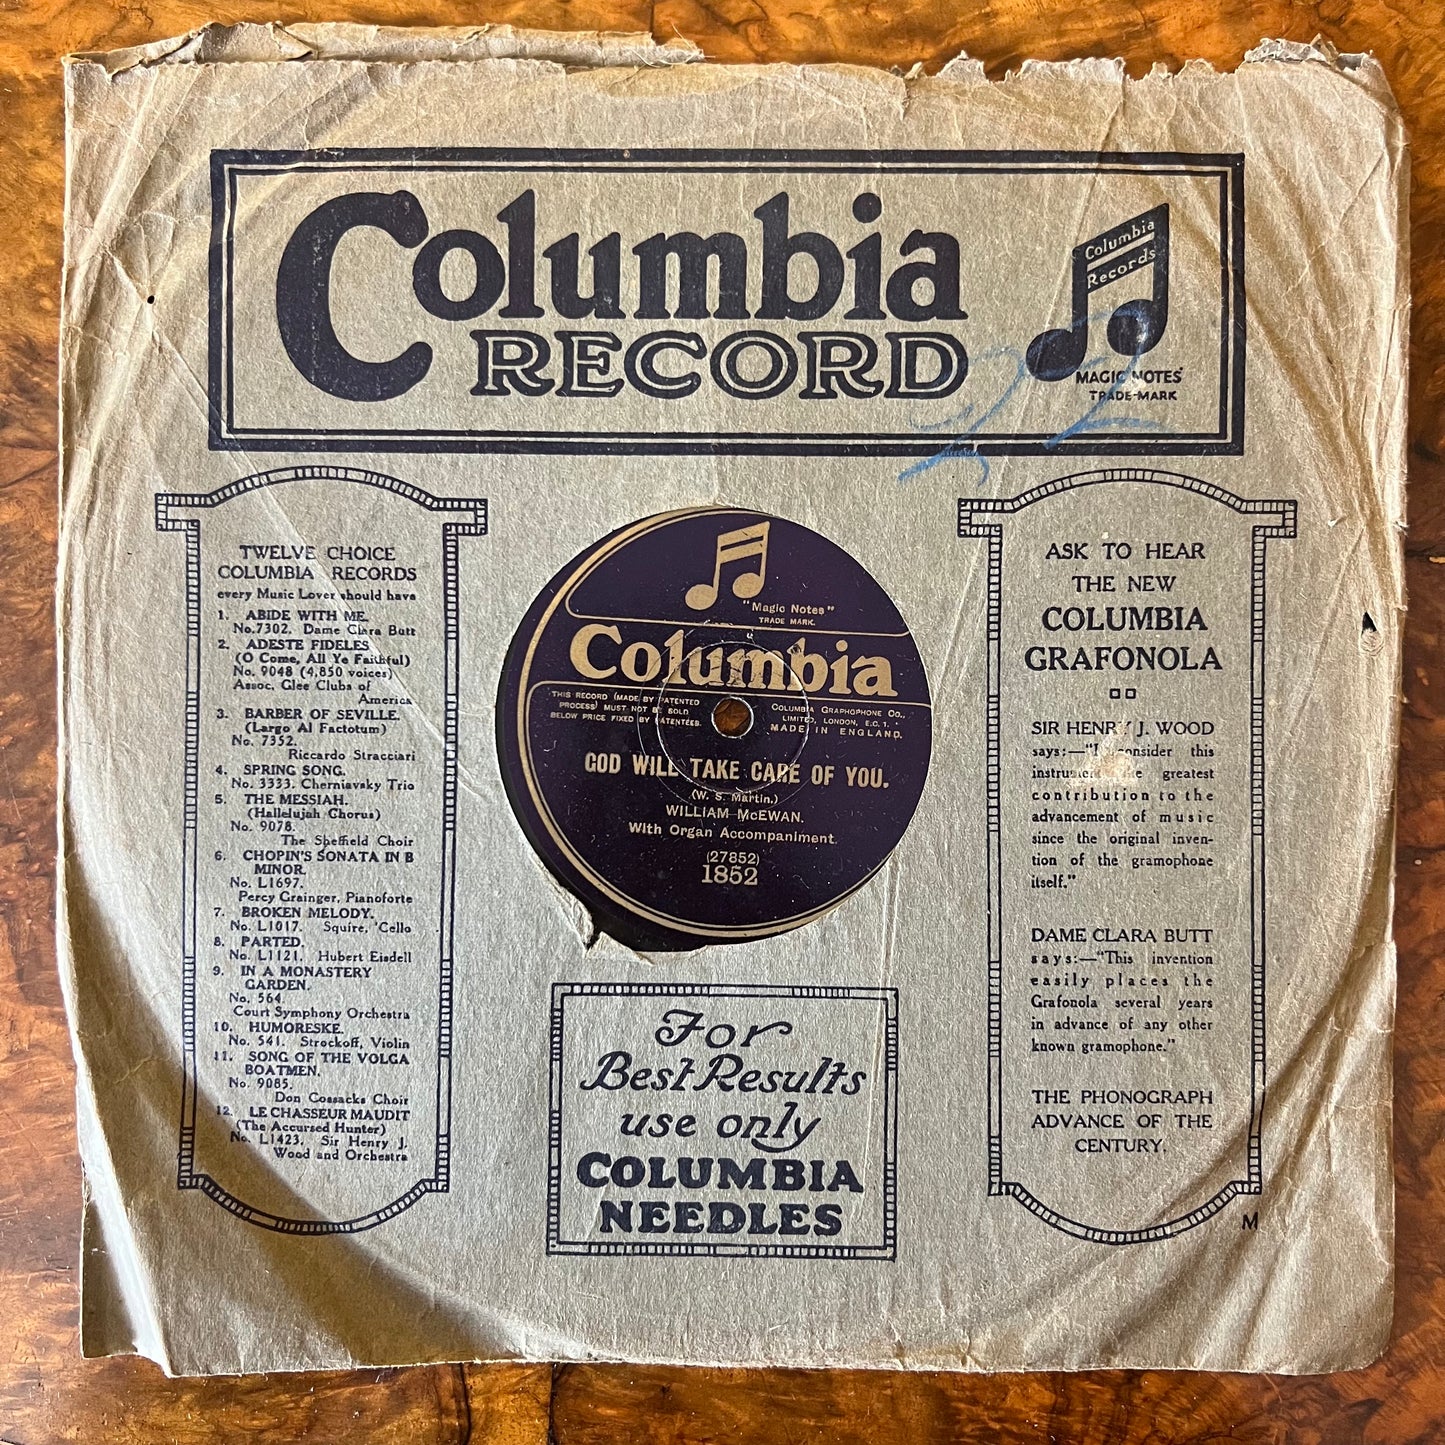 Columbia
RECORD
Columbia
Records
MAGIC NOTES
TRADE-MARK
22
TWELVE CHOICE
COLUMBIA RECORDS
every Music Lover should have
1. ABIDE WITH ME.
No. 7302. Dame Clara Butt
2. ADESTE FIDELES
(O Come, All Ye Faithful)
No. 9048 (4,850 voices)
Assoc. Glee Clubs of
America
3. BARBER OF SEVILLE.
(Largo Al Factotum)
No. 7352.
Riccardo Stracciari
4. SPRING SONG.
No. 3333. Cherniavsky Trio
5. THE MESSIAH.
(Hallelujah Chorus)
No. 9078.
The Sheffield Choir
6. CHOPIN'S SONATA IN B
MINOR.
No. L1697.
Percy Grainger, Pianoforte
7. BROKEN MELODY.
No. L1017. Squire, 'Cello
8. PARTED.
No. L1121. Hubert Eisdell
9. IN A MONASTERY
GARDEN.
No. 564.
Court Symphony Orchestra
10. HUMORESKE.
No. 541. Strockoff, Violin
11. SONG OF THE VOLGA
BOATMEN.
No. 9085.
Don Cossacks Choir
12. LE CHASSEUR MAUDIT
(The Accursed Hunter)
No. L1423. Sir Henry J.
Wood and Orchestra
"Magic Notes"
TRADE MARK.
Columbia
THIS RECORD (MADE BY PATENTED
PROCESS) MUST NOT BE SOLD
BELOW PRICE FIXED BY PATENTEES.
COLUMBIA GRAPHOPHONE CO.,
LIMITED, LONDON, E.C. 1.
MADE IN ENGLAND.
GOD WILL TAKE CARE OF YOU.
(W. S. Martin.)
WILLIAM McEWAN.
With Organ Accompaniment.
(27852)
1852
For
Best Results
use only
COLUMBIA
NEEDLES
ASK TO HEAR
THE NEW
COLUMBIA
GRAFONOLA
SIR HENRY J. WOOD
says:—"I consider this
instrument the greatest
contribution to the
advancement of music
since the original inven-
tion of the gramophone
itself."
DAME CLARA BUTT
says:—"This invention
easily places the
Grafonola several years
in advance of any other
known gramophone."
THE PHONOGRAPH
ADVANCE OF THE
CENTURY.
M